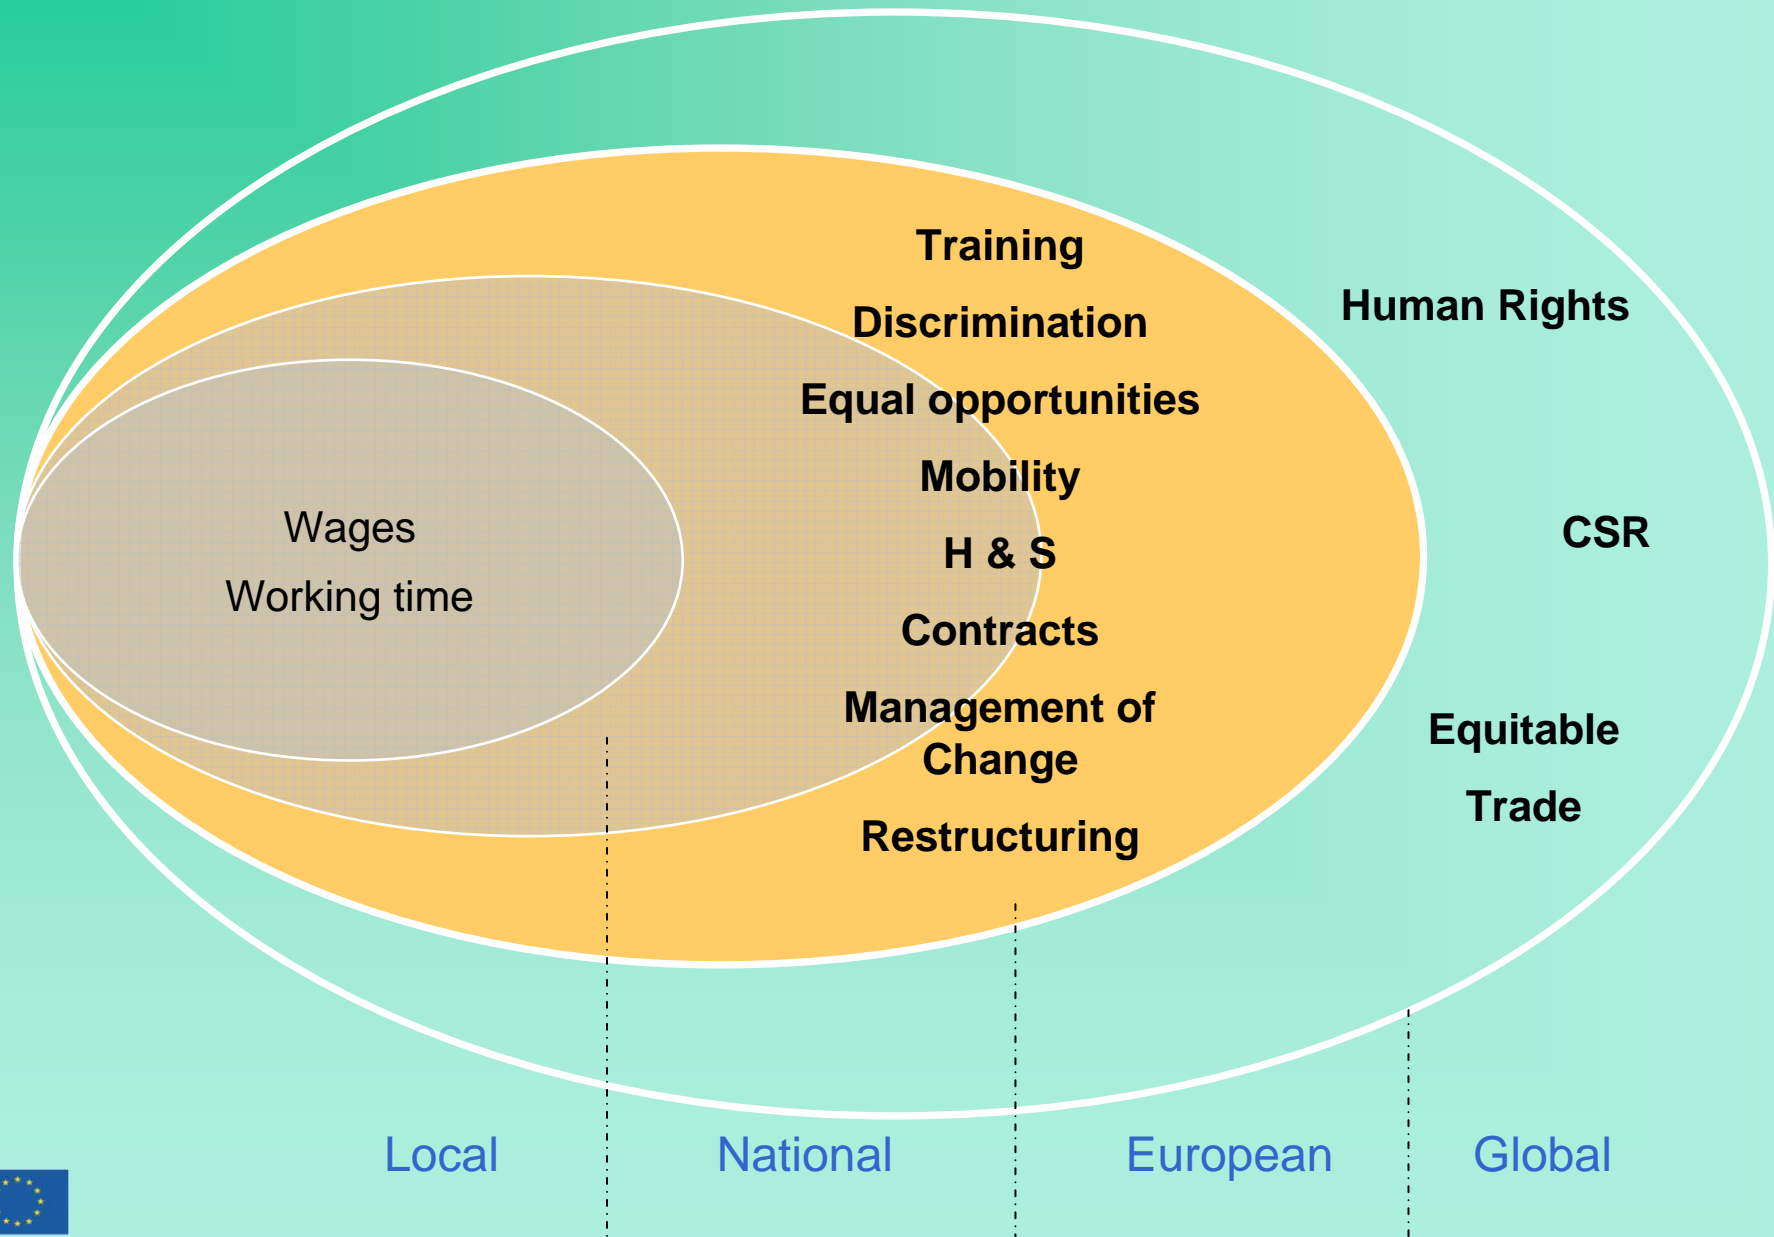 Training
Discrimination
Equal opportunities
Mobility
H & S
Contracts
Management of
Change
Restructuring
Human Rights
CSR
Equitable
Trade
Wages
Working time
Local
National
European
Global